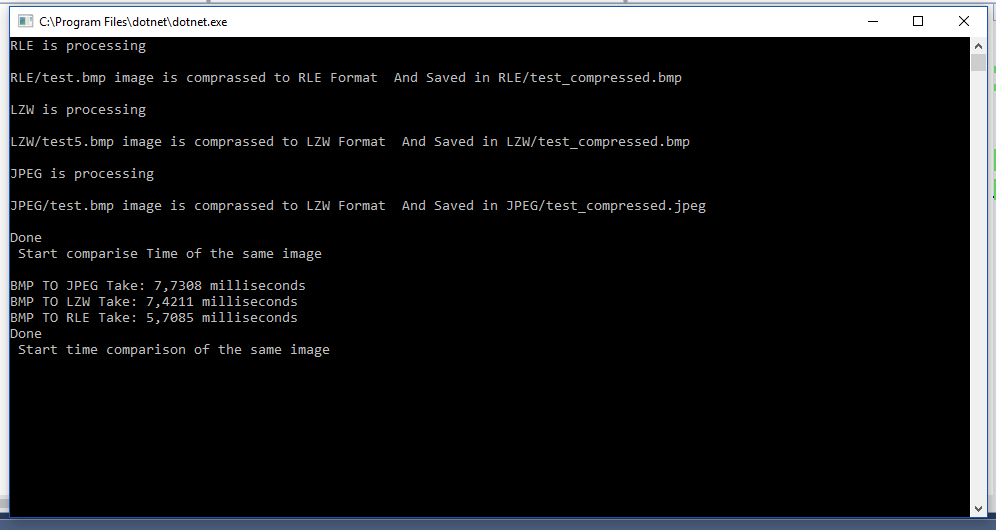 C:\Program Files\dotnet\dotnet.exe
RLE is processing
RLE/test.bmp image is comprassed to RLE Format  And Saved in RLE/test_compressed.bmp
LZW is processing
LZW/test5.bmp image is comprassed to LZW Format  And Saved in LZW/test_compressed.bmp
JPEG is processing
JPEG/test.bmp image is comprassed to LZW Format  And Saved in JPEG/test_compressed.jpeg
Done
 Start comparise Time of the same image
BMP TO JPEG Take: 7,7308 milliseconds
BMP TO LZW Take: 7,4211 milliseconds
BMP TO RLE Take: 5,7085 milliseconds
Done
 Start time comparison of the same image